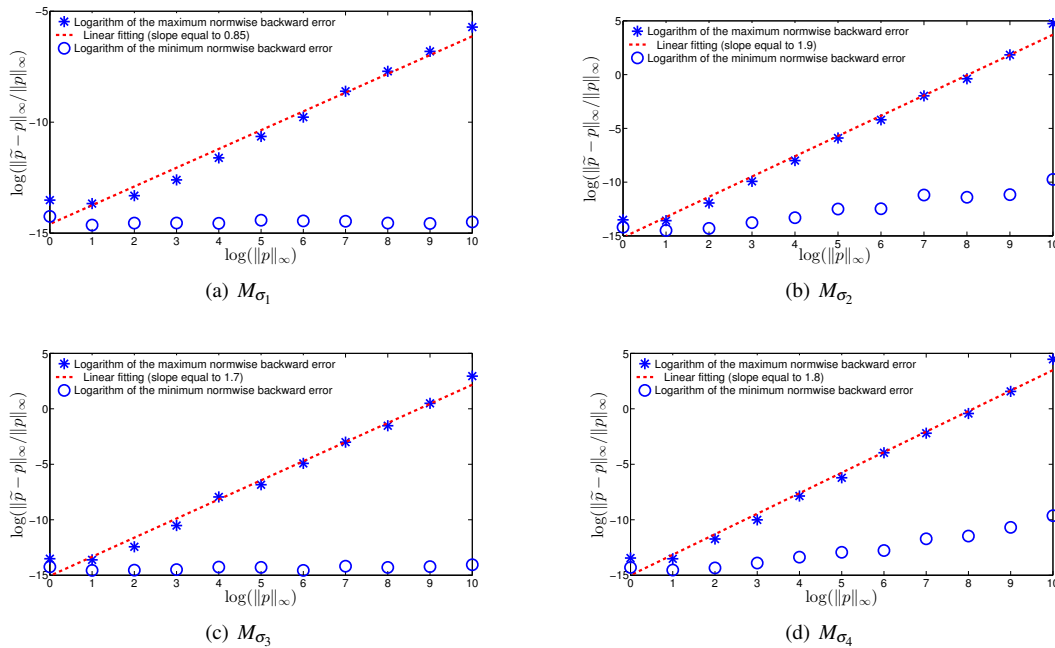 −5
Logarithm of the maximum normwise backward error
Linear fitting (slope equal to 0.85)
Logarithm of the minimum normwise backward error
−10
−15
log(‖p̃ − p‖∞/‖p‖∞)
0 1 2 3 4 5 6 7 8 9 10
log(‖p‖∞)
(a) Mσ1
5
Logarithm of the maximum normwise backward error
Linear fitting (slope equal to 1.9)
Logarithm of the minimum normwise backward error
0
−5
−10
−15
log(‖p̃ − p‖∞/‖p‖∞)
0 1 2 3 4 5 6 7 8 9 10
log(‖p‖∞)
(b) Mσ2
5
Logarithm of the maximum normwise backward error
Linear fitting (slope equal to 1.7)
Logarithm of the minimum normwise backward error
0
−5
−10
−15
log(‖p̃ − p‖∞/‖p‖∞)
0 1 2 3 4 5 6 7 8 9 10
log(‖p‖∞)
(c) Mσ3
5
Logarithm of the maximum normwise backward error
Linear fitting (slope equal to 1.8)
Logarithm of the minimum normwise backward error
0
−5
−10
−15
log(‖p̃ − p‖∞/‖p‖∞)
0 1 2 3 4 5 6 7 8 9 10
log(‖p‖∞)
(d) Mσ4